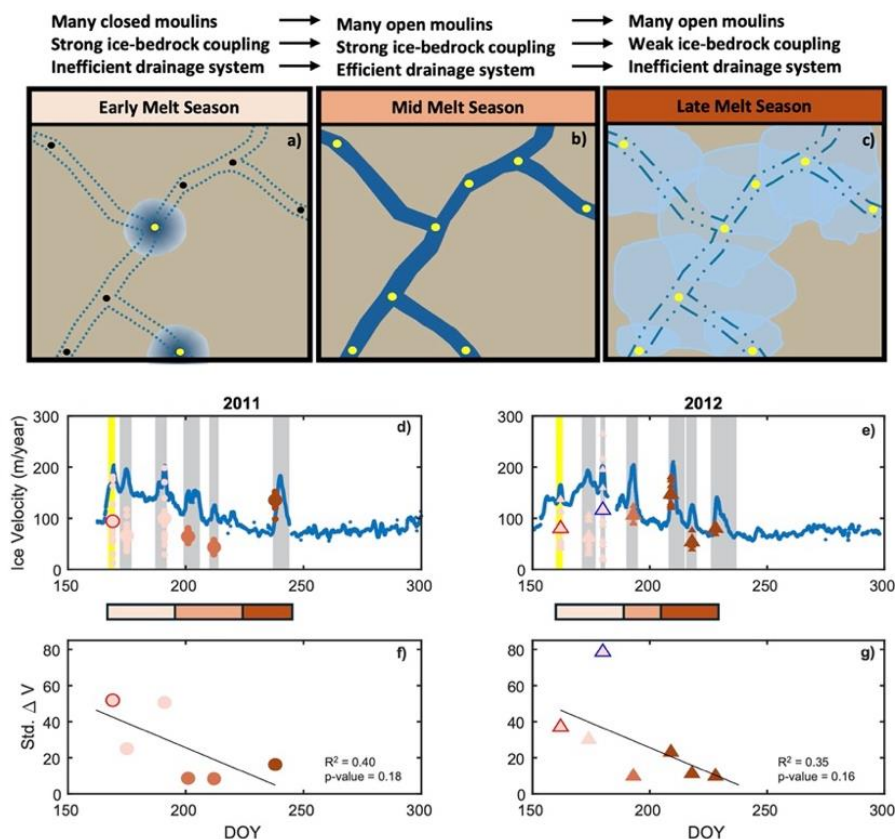 Many closed moulins → Many open moulins → Many open moulins
Strong ice-bedrock coupling → Strong ice-bedrock coupling → Weak ice-bedrock coupling
Inefficient drainage system → Efficient drainage system → Inefficient drainage system
Early Melt Season Mid Melt Season Late Melt Season
a) b) c)
2011 2012
d) e)
Ice Velocity (m/year)
300 300
200 200
100 100
0 0
150 200 250 300 150 200 250 300
f) g)
Std. Δ V
80 80
60 60
40 40
20 20
0 0
R² = 0.40 R² = 0.35
p-value = 0.18 p-value = 0.16
150 200 250 300 150 200 250 300
DOY DOY